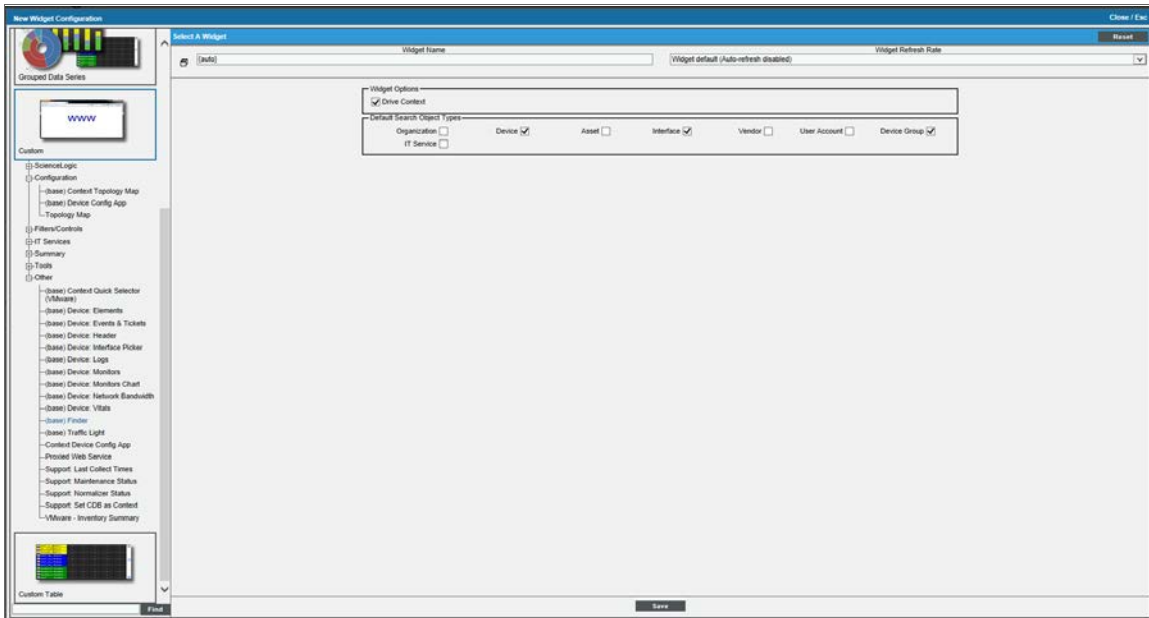 New Widget Configuration
Close / Esc
Select A Widget
Reset
Widget Name
Widget Refresh Rate
(auto)
Widget default (Auto-refresh disabled)
Grouped Data Series
www
Custom
ScienceLogic
Configuration
(base) Context Topology Map
(base) Device Config App
Topology Map
Filters/Controls
IT Services
Summary
Tools
Other
(base) Context Quick Selector
(VMware)
(base) Device: Elements
(base) Device: Events & Tickets
(base) Device: Header
(base) Device: Interface Picker
(base) Device: Logs
(base) Device: Monitors
(base) Device: Monitors Chart
(base) Device: Network Bandwidth
(base) Device: Vitals
(base) Finder
(base) Traffic Light
Context Device Config App
Proxied Web Service
Support: Last Collect Times
Support: Maintenance Status
Support: Normalizer Status
Support: Set CDB as Context
VMware - Inventory Summary
Custom Table
Find
Widget Options
Drive Context
Default Search Object Types
Organization Device Asset Interface Vendor User Account Device Group
IT Service
Save